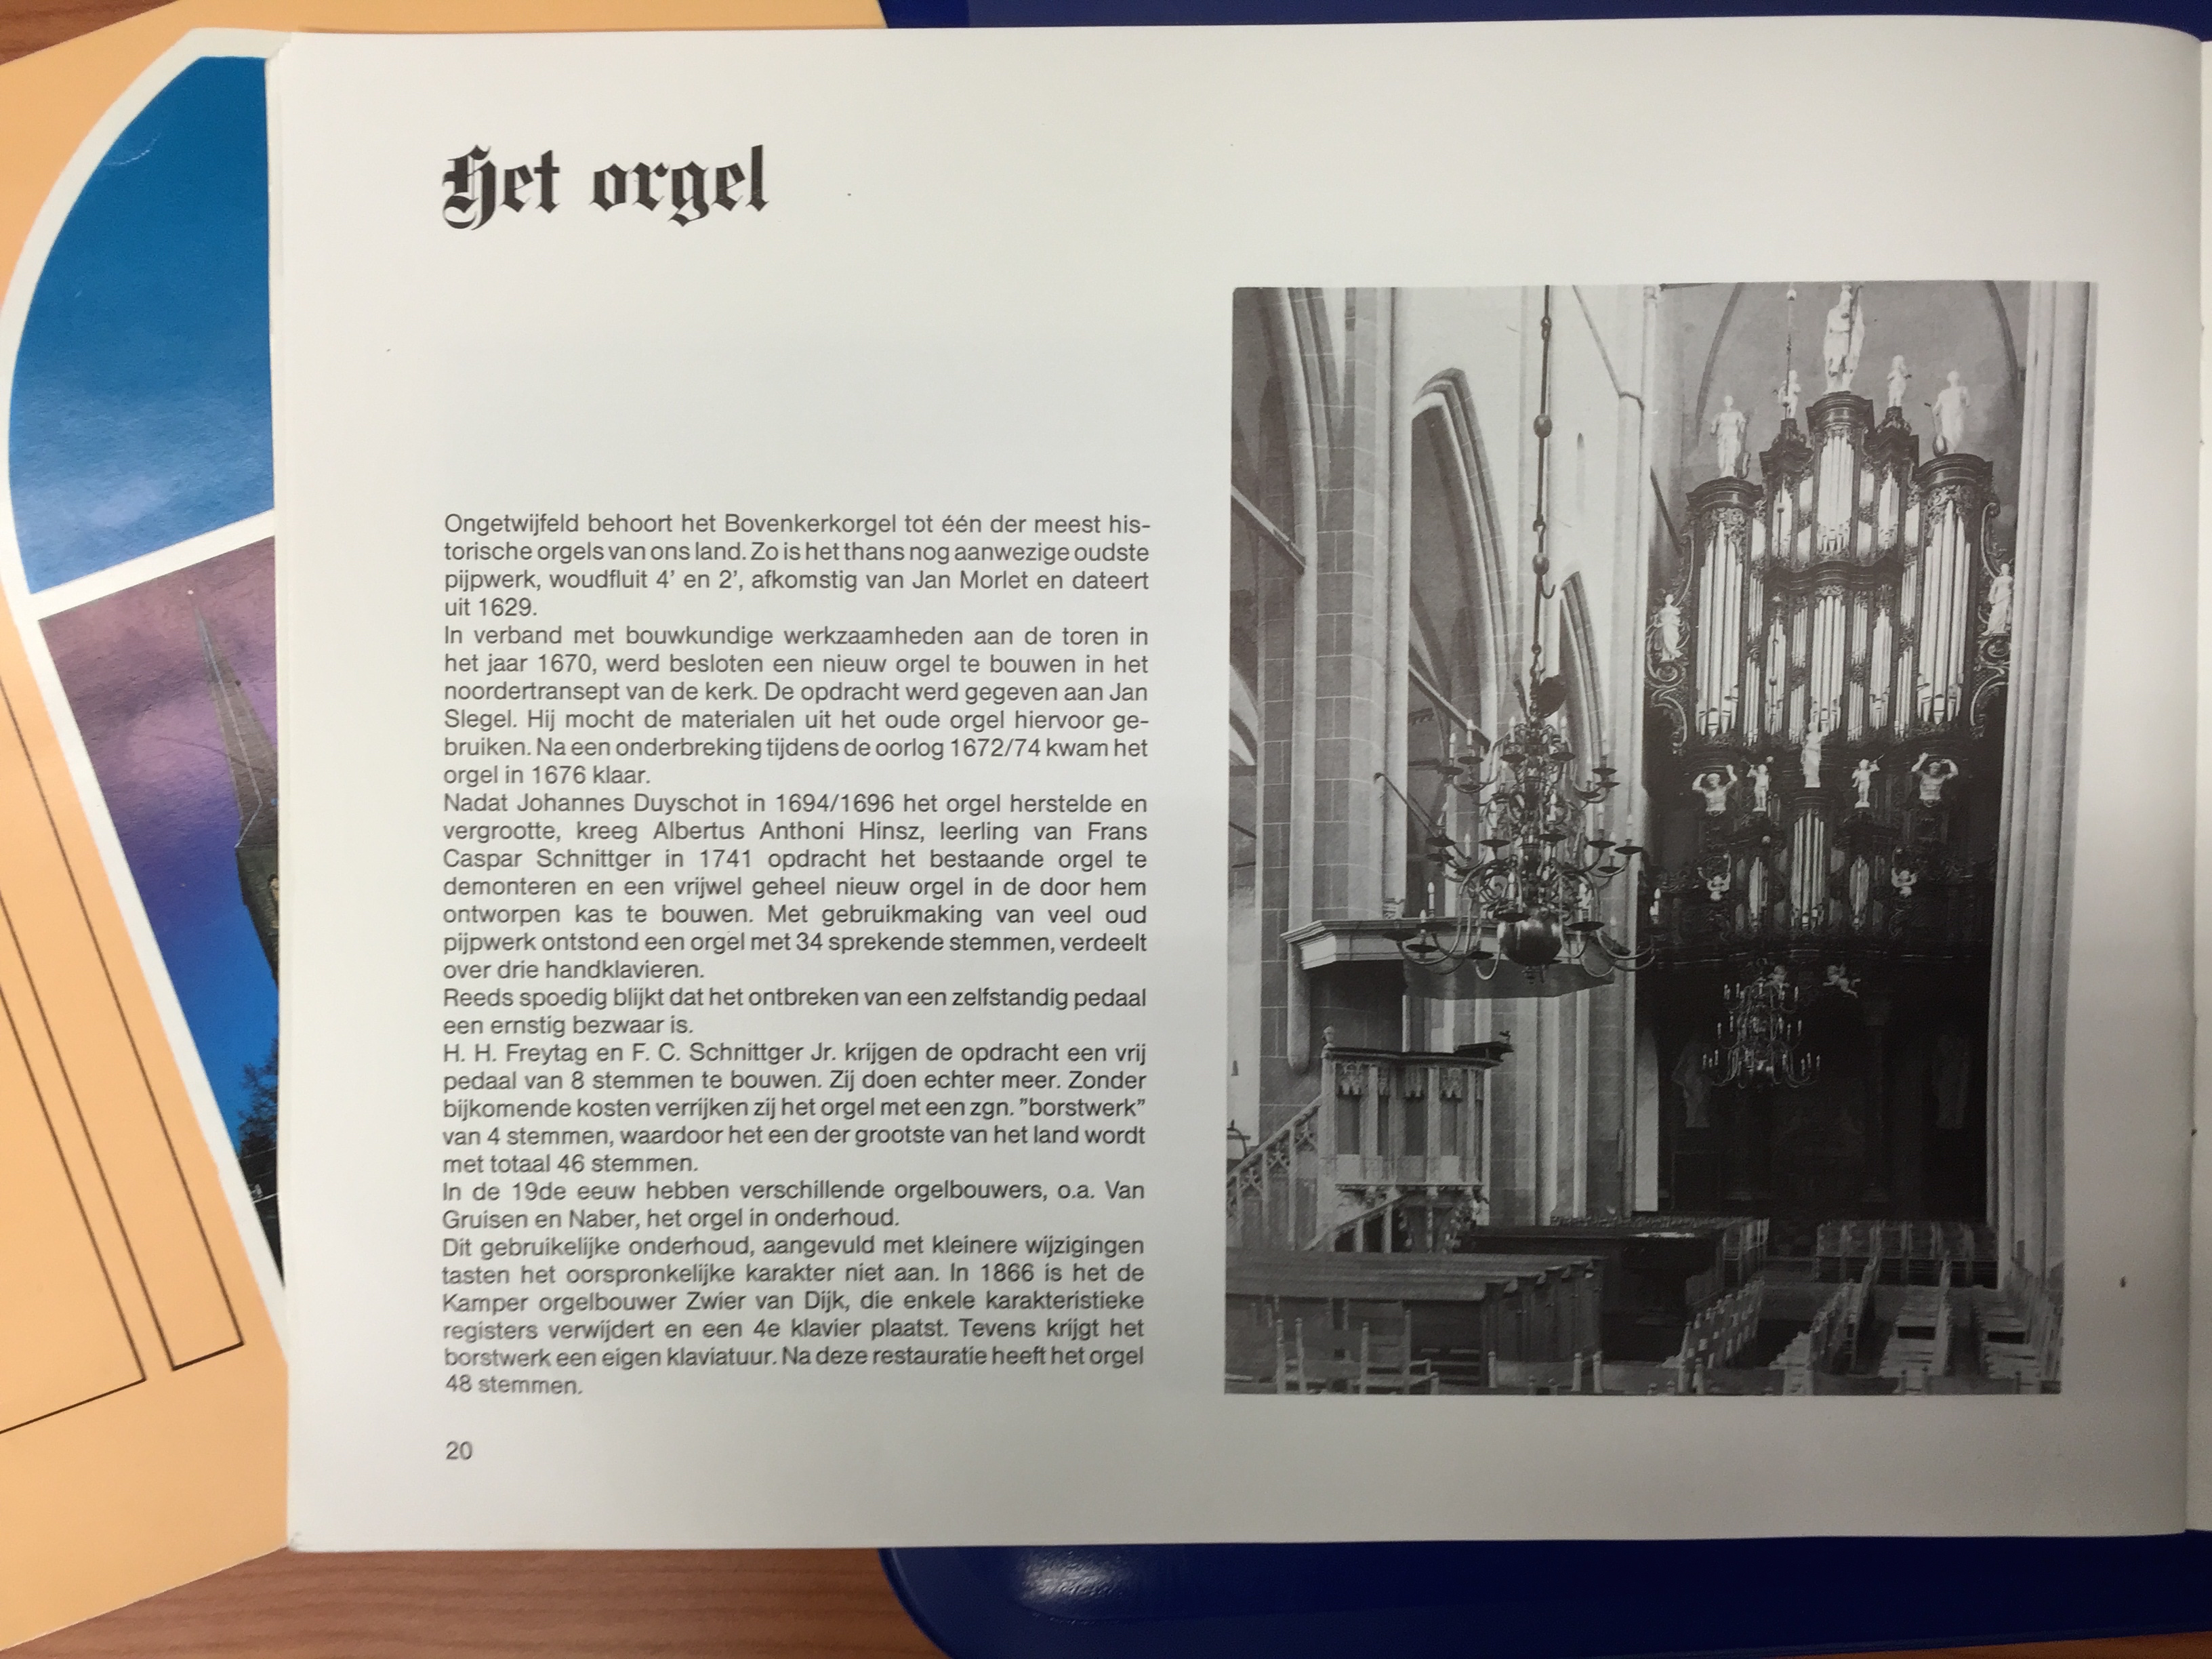 Het orgel
Ongetwijfeld behoort het Bovenkerkorgel tot één der meest his-
torische orgels van ons land. Zo is het thans nog aanwezige oudste
pijpwerk, woudfluit 4’ en 2’, afkomstig van Jan Morlet en dateert
uit 1629.
In verband met bouwkundige werkzaamheden aan de toren in
het jaar 1670, werd besloten een nieuw orgel te bouwen in het
noordertransept van de kerk. De opdracht werd gegeven aan Jan
Slegel. Hij mocht de materialen uit het oude orgel hiervoor ge-
bruiken. Na een onderbreking tijdens de oorlog 1672/74 kwam het
orgel in 1676 klaar.
Nadat Johannes Duyschot in 1694/1696 het orgel herstelde en
vergrootte, kreeg Albertus Anthoni Hinsz, leerling van Frans
Caspar Schnittger in 1741 opdracht het bestaande orgel te
demonteren en een vrijwel geheel nieuw orgel in de door hem
ontworpen kas te bouwen. Met gebruikmaking van veel oud
pijpwerk ontstond een orgel met 34 sprekende stemmen, verdeelt
over drie handklavieren.
Reeds spoedig blijkt dat het ontbreken van een zelfstandig pedaal
een ernstig bezwaar is.
H. H. Freytag en F. C. Schnittger Jr. krijgen de opdracht een vrij
pedaal van 8 stemmen te bouwen. Zij doen echter meer. Zonder
bijkomende kosten verrijken zij het orgel met een zgn. ”borstwerk”
van 4 stemmen, waardoor het een der grootste van het land wordt
met totaal 46 stemmen.
In de 19de eeuw hebben verschillende orgelbouwers, o.a. Van
Gruisen en Naber, het orgel in onderhoud.
Dit gebruikelijke onderhoud, aangevuld met kleinere wijzigingen
tasten het oorspronkelijke karakter niet aan. In 1866 is het de
Kamper orgelbouwer Zwier van Dijk, die enkele karakteristieke
registers verwijdert en een 4e klavier plaatst. Tevens krijgt het
borstwerk een eigen klaviatuur. Na deze restauratie heeft het orgel
48 stemmen.
20